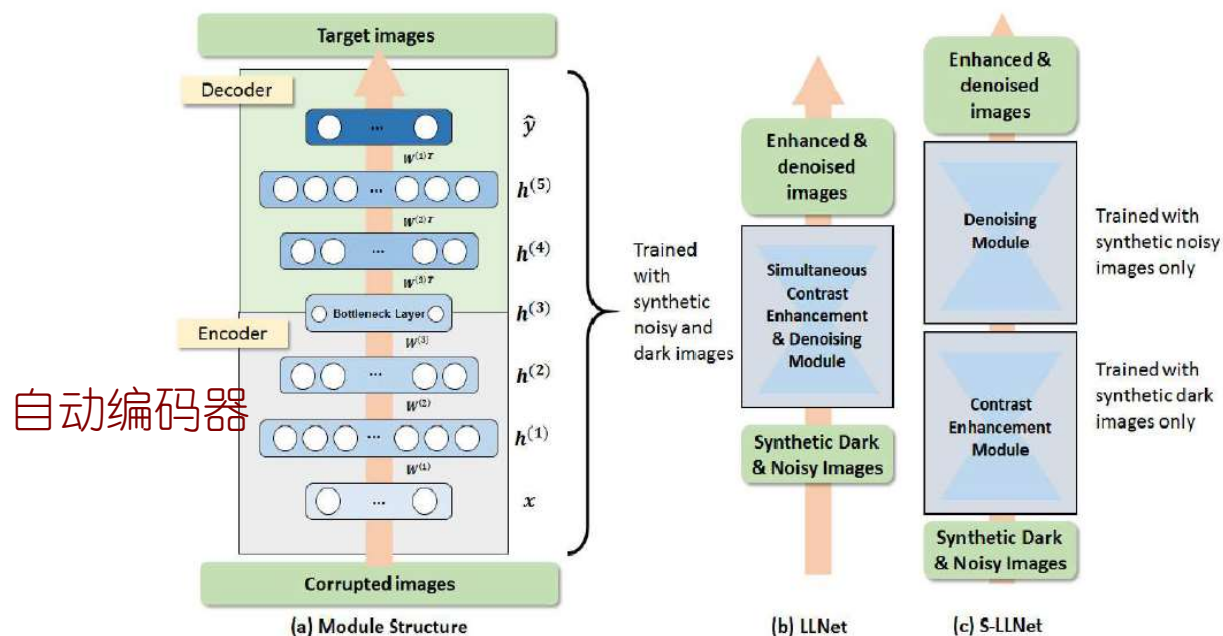 Target images
Decoder
ŷ
W⁽¹⁾ᵀ
h⁽⁵⁾
W⁽²⁾ᵀ
h⁽⁴⁾
W⁽³⁾ᵀ
Bottleneck Layer
h⁽³⁾
Encoder
W⁽³⁾
h⁽²⁾
W⁽²⁾
自动编码器
h⁽¹⁾
W⁽¹⁾
x
Corrupted images
(a) Module Structure
Trained
with
synthetic
noisy and
dark images
Enhanced &
denoised
images
Simultaneous
Contrast
Enhancement
& Denoising
Module
Synthetic Dark
& Noisy Images
(b) LLNet
Enhanced &
denoised
images
Denoising
Module
Trained with
synthetic noisy
images only
Contrast
Enhancement
Module
Trained with
synthetic dark
images only
Synthetic Dark
& Noisy Images
(c) S-LLNet